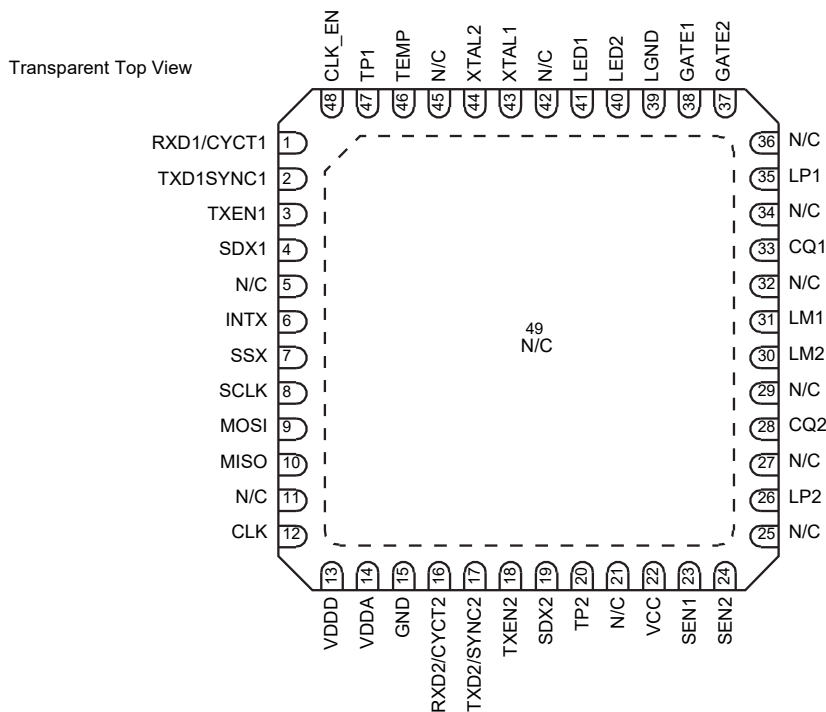 Transparent Top View
CLK_EN
TP1
TEMP
N/C
XTAL2
XTAL1
N/C
LED1
LED2
LGND
GATE1
GATE2
48
47
46
45
44
43
42
41
40
39
38
37
RXD1/CYCT1 1
TXD1SYNC1 2
TXEN1 3
SDX1 4
N/C 5
INTX 6
SSX 7
SCLK 8
MOSI 9
MISO 10
N/C 11
CLK 12
49
N/C
36 N/C
35 LP1
34 N/C
33 CQ1
32 N/C
31 LM1
30 LM2
29 N/C
28 CQ2
27 N/C
26 LP2
25 N/C
13
14
15
16
17
18
19
20
21
22
23
24
VDDD
VDDA
GND
RXD2/CYCT2
TXD2/SYNC2
TXEN2
SDX2
TP2
N/C
VCC
SEN1
SEN2